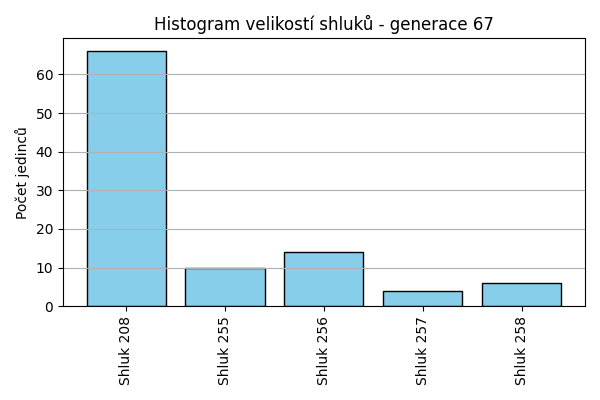 Histogram velikostí shluků - generace 67
Počet jedinců
60
50
40
30
20
10
0
Shluk 208
Shluk 255
Shluk 256
Shluk 257
Shluk 258